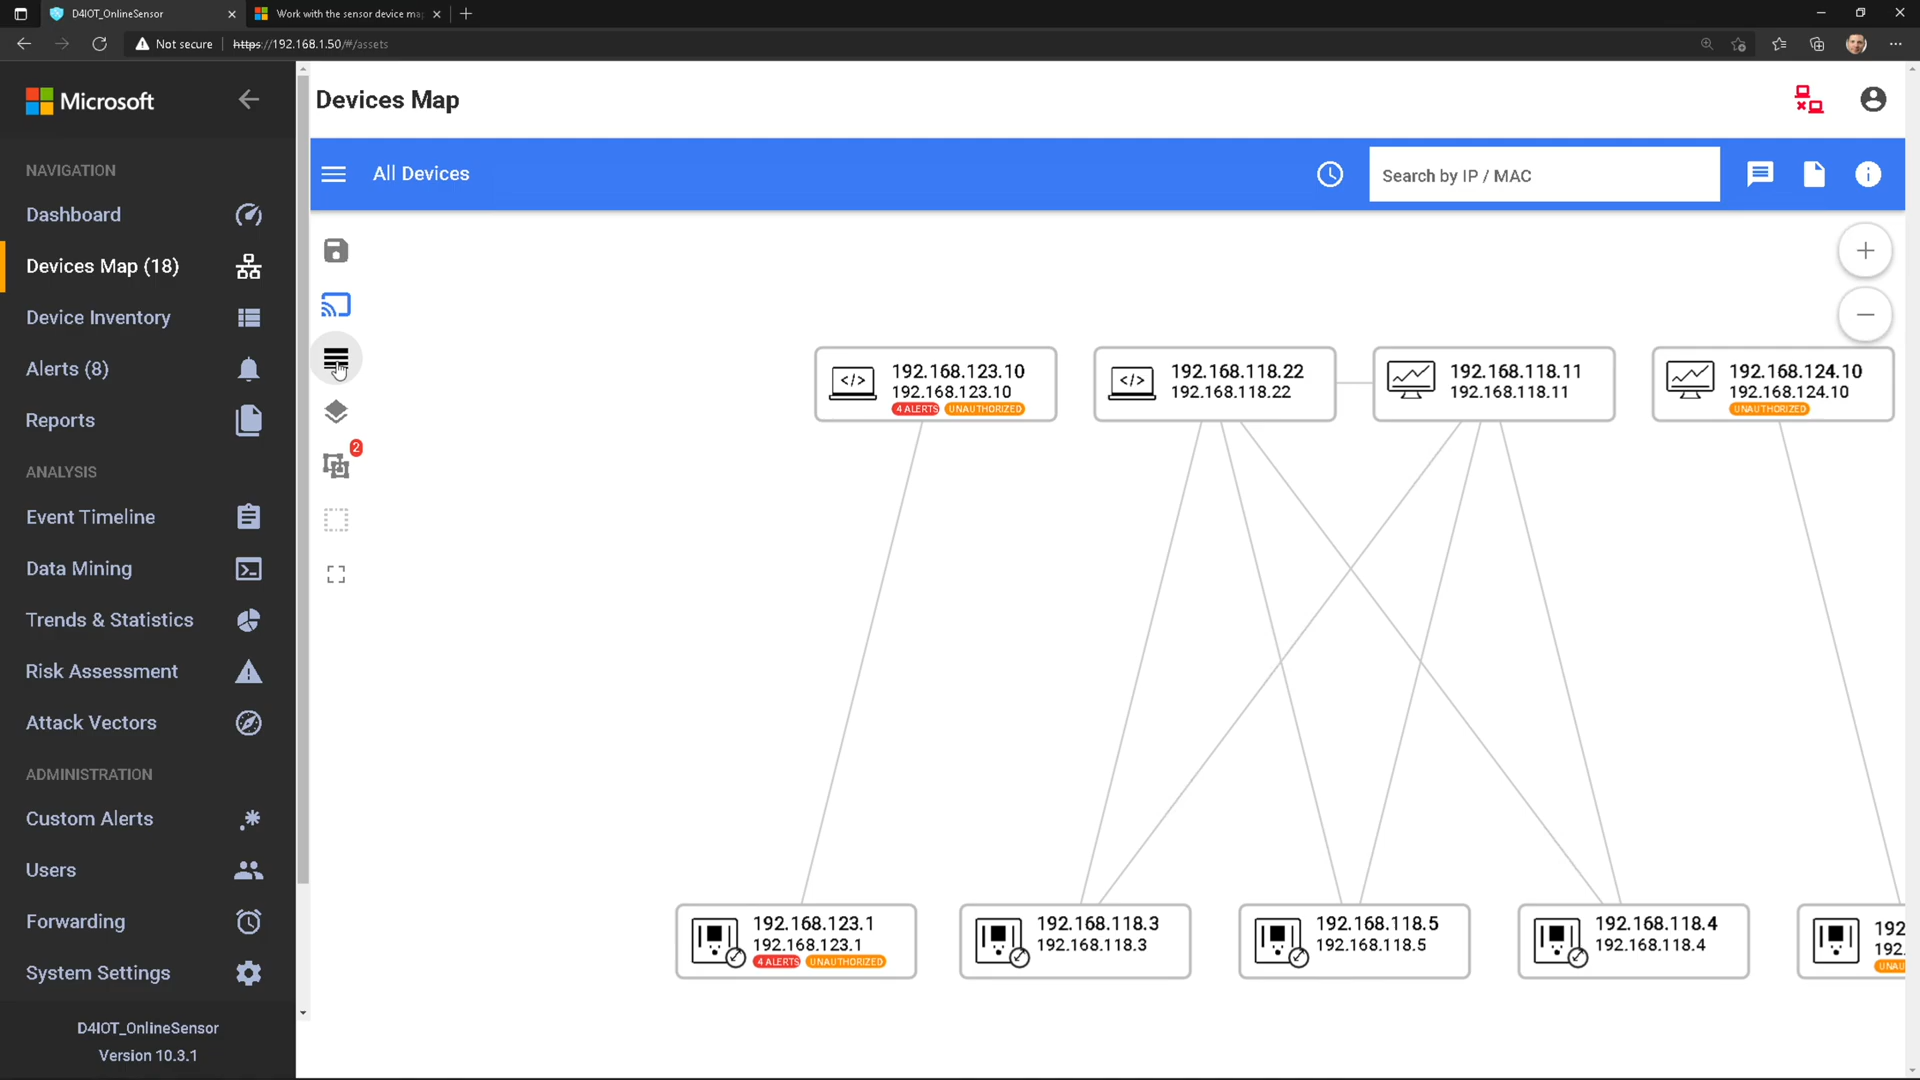 D4IOT_OnlineSensor
Work with the sensor device ma
Not secure
https://192.168.1.50/#/assets
Microsoft
Devices Map
NAVIGATION
Dashboard
Devices Map (18)
Device Inventory
Alerts (8)
Reports
ANALYSIS
Event Timeline
Data Mining
Trends & Statistics
Risk Assessment
Attack Vectors
ADMINISTRATION
Custom Alerts
Users
Forwarding
System Settings
D4IOT_OnlineSensor
Version 10.3.1
All Devices
Search by IP / MAC
2
192.168.123.10
192.168.123.10
4 ALERTS UNAUTHORIZED
192.168.118.22
192.168.118.22
192.168.118.11
192.168.118.11
192.168.124.10
192.168.124.10
UNAUTHORIZED
192.168.123.1
192.168.123.1
4 ALERTS UNAUTHORIZED
192.168.118.3
192.168.118.3
192.168.118.5
192.168.118.5
192.168.118.4
192.168.118.4
192
192.
UNAU